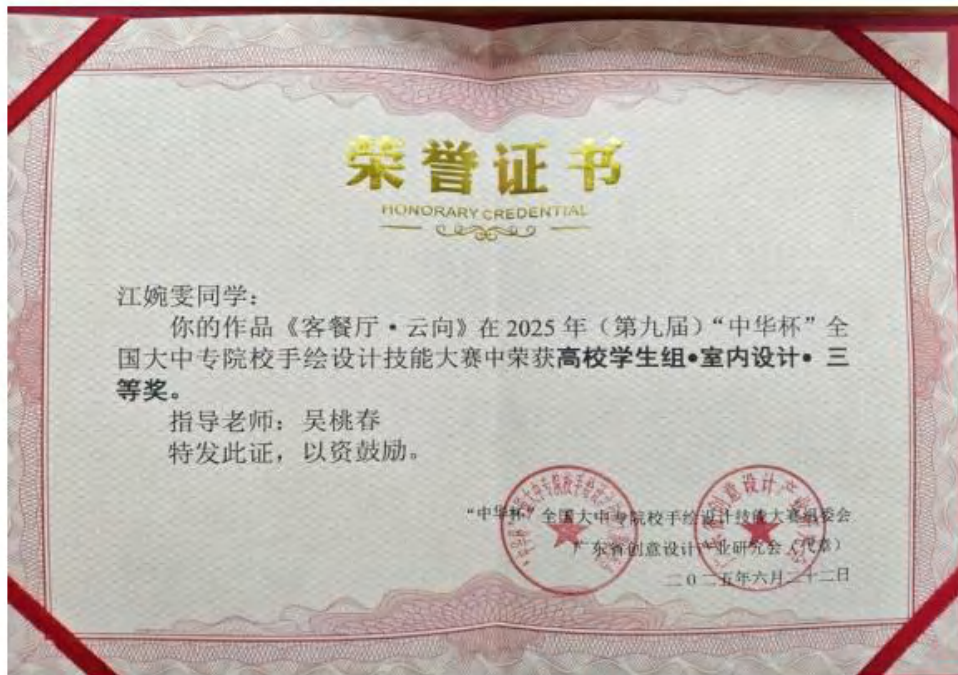 荣誉证书
HONORARY CREDENTIAL
江婉雯同学：
你的作品《客餐厅·云向》在2025年（第九届）“中华杯”全
国大中专院校手绘设计技能大赛中荣获高校学生组•室内设计• 三
等奖。
指导老师：吴桃春
特发此证，以资鼓励。
“中华杯”全国大中专院校手绘设计技能大赛组委会
广东省创意设计产业研究会（代章）
二0二五年六月二十二日